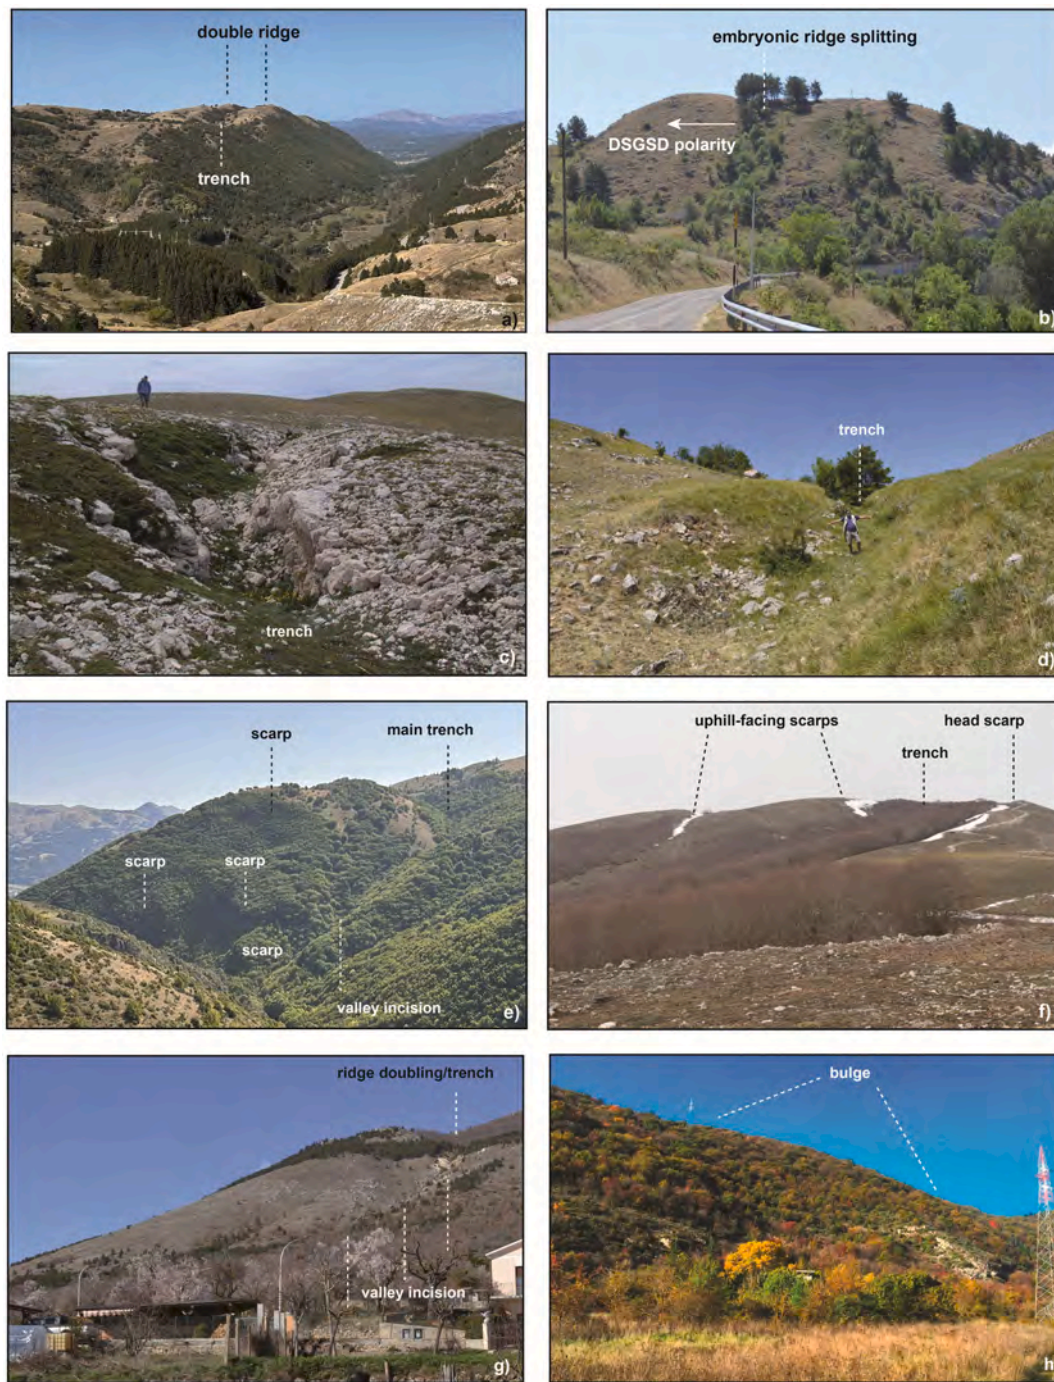 double ridge
trench
a)
embryonic ridge splitting
DSGSD polarity
b)
trench
c)
trench
d)
scarp
main trench
scarp
scarp
scarp
valley incision
e)
uphill-facing scarps
head scarp
trench
f)
ridge doubling/trench
valley incision
g)
bulge
h